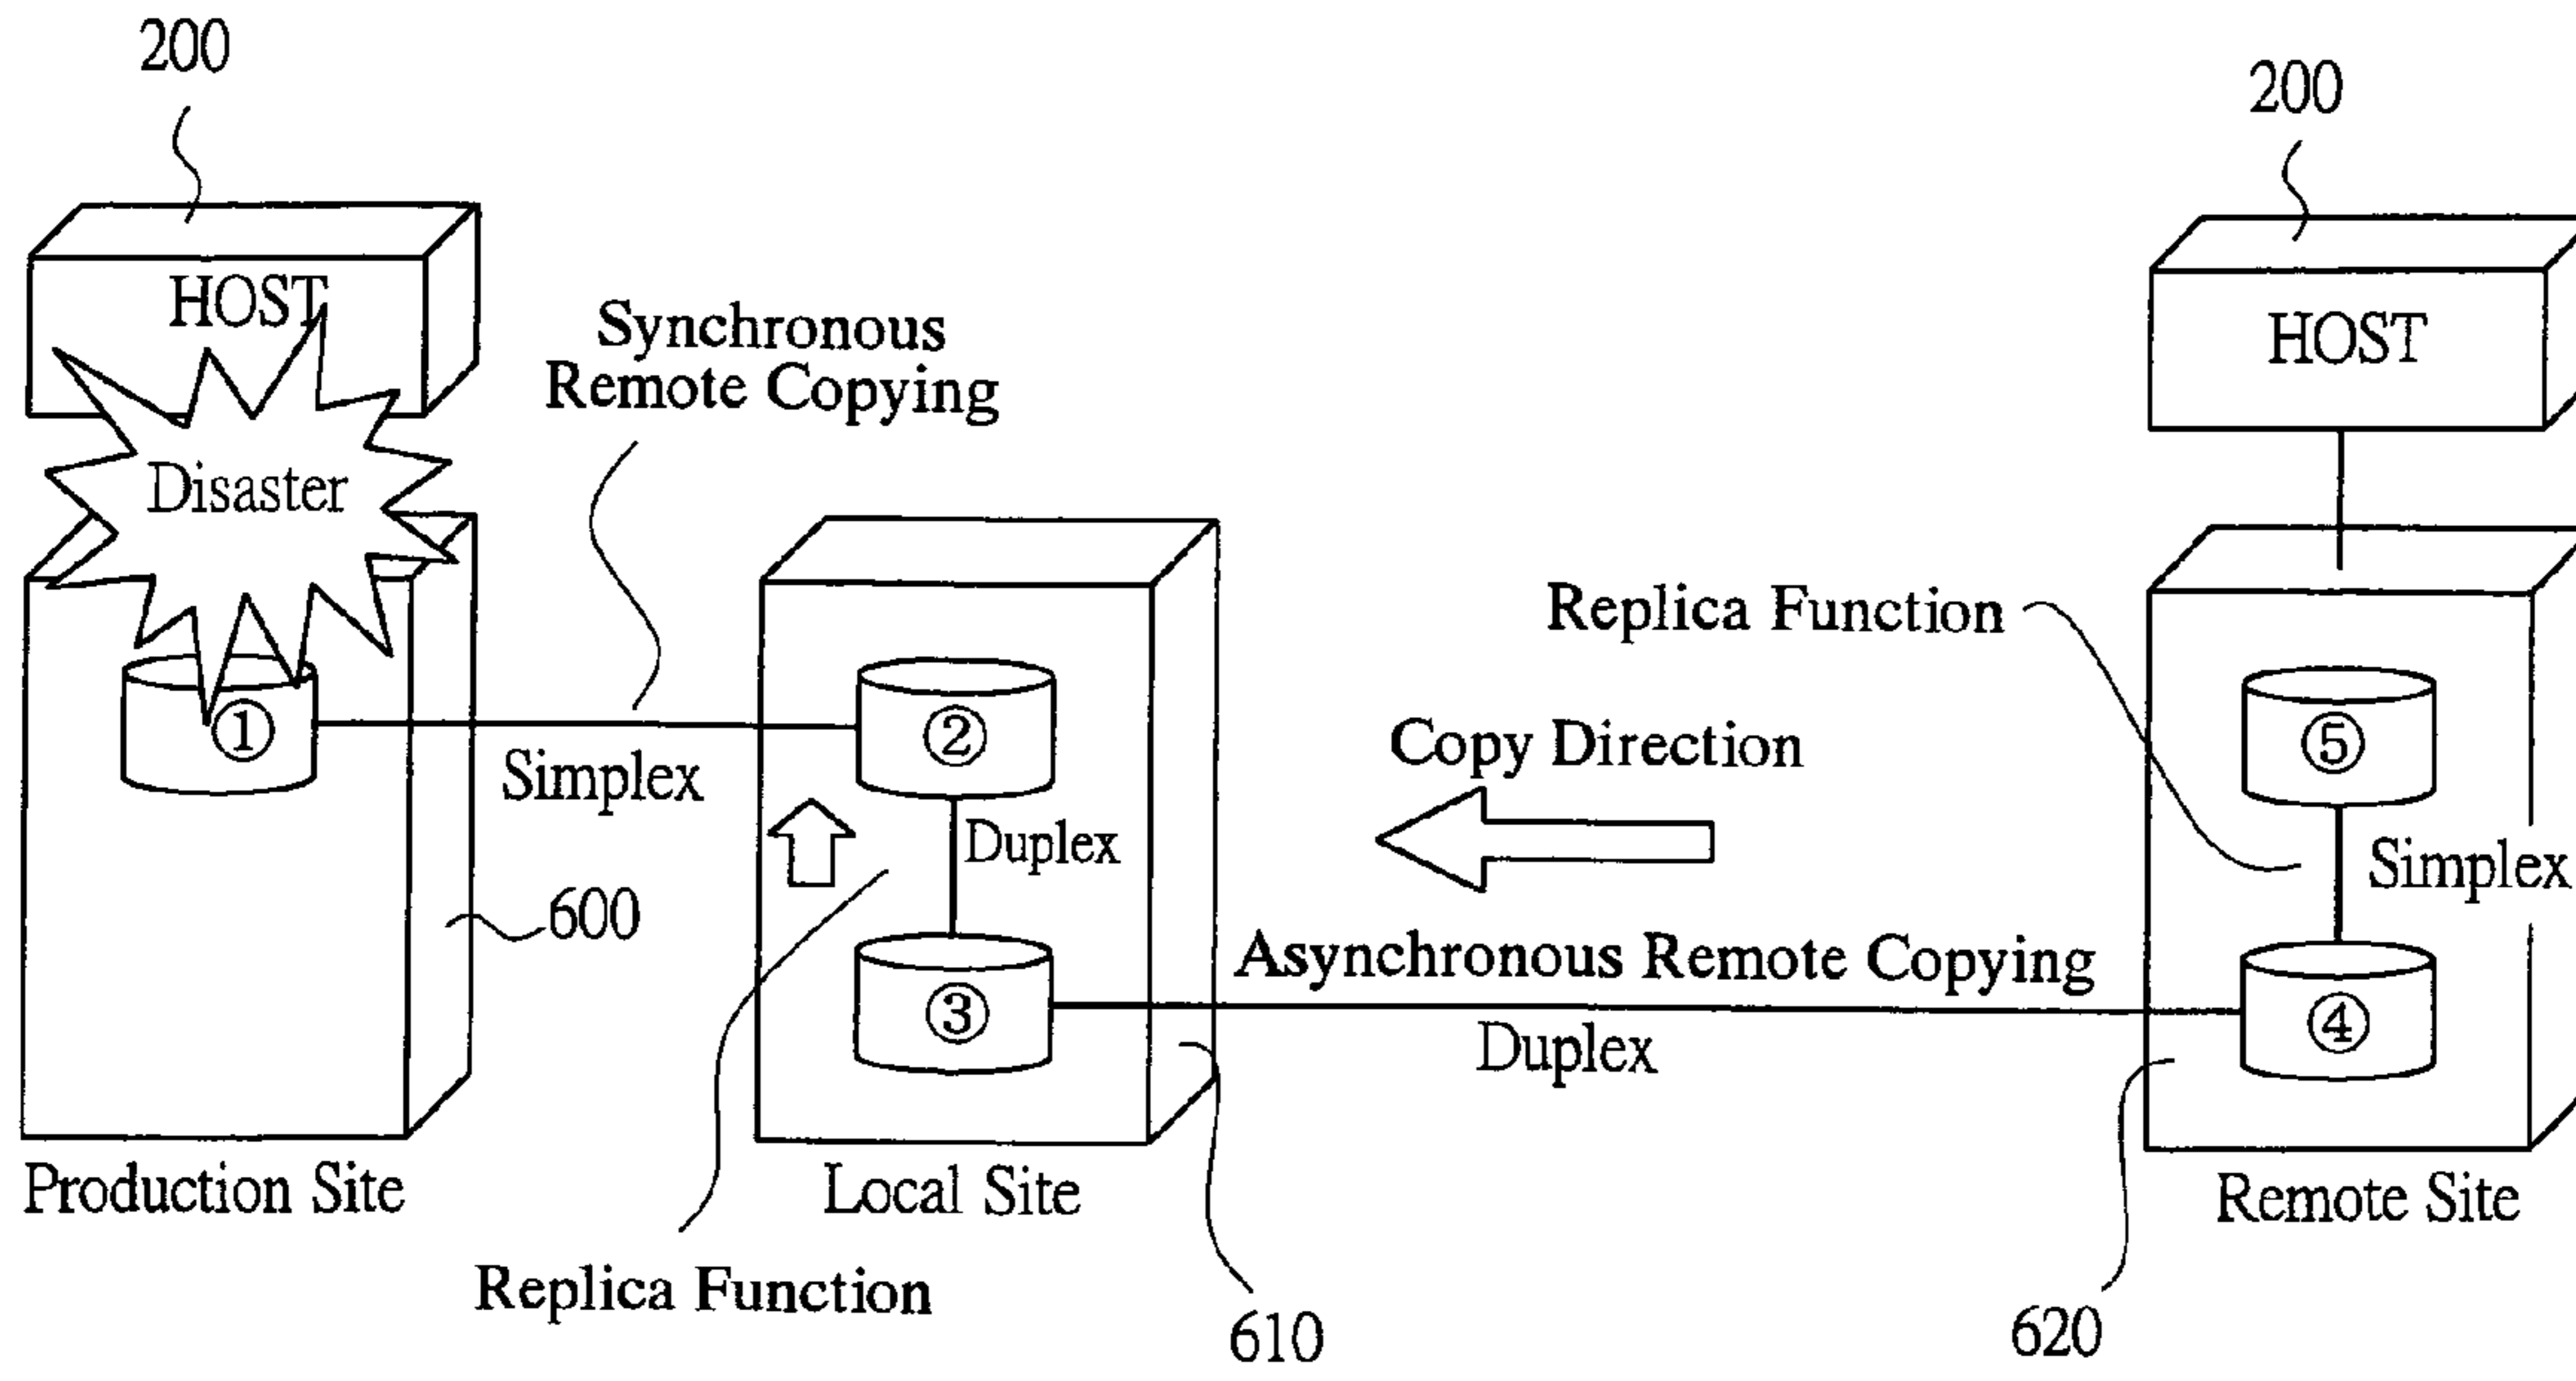 200
200
HOST
HOST
Synchronous
Remote Copying
Disaster
Replica Function
①
②
⑤
Copy Direction
Simplex
Duplex
Simplex
600
Asynchronous Remote Copying
③
④
Duplex
Production Site
Local Site
Remote Site
Replica Function
610
620